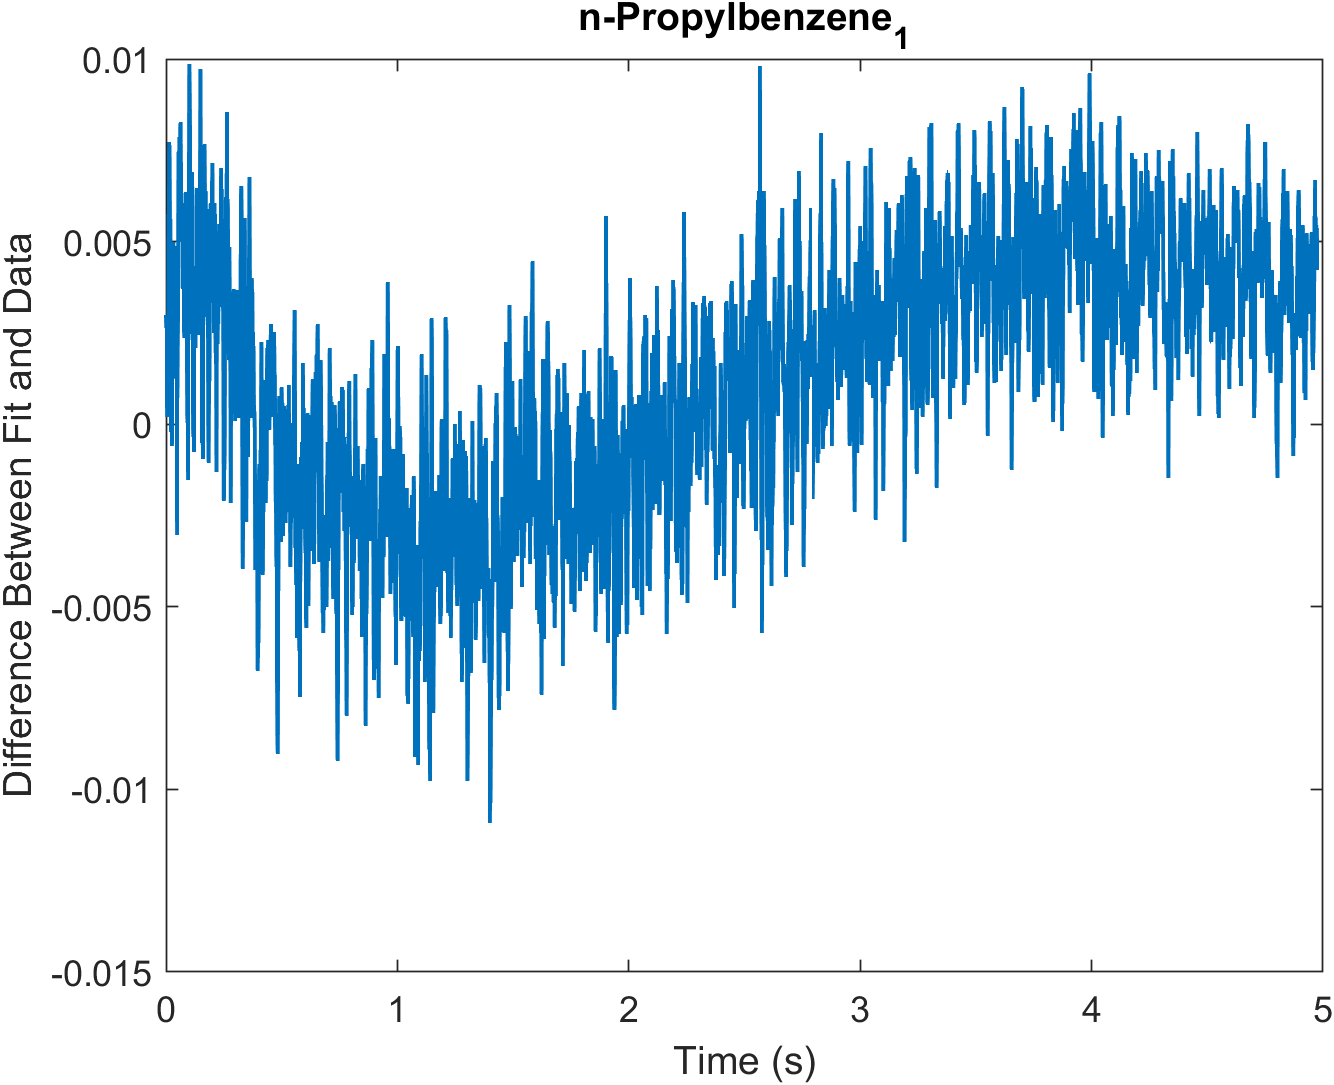 n-Propylbenzene1
Difference Between Fit and Data
0.01
0.005
0
-0.005
-0.01
-0.015
0 1 2 3 4 5
Time (s)